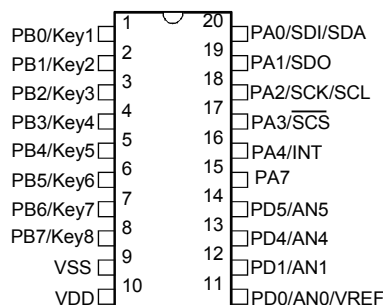 PB0/Key1 1 20 PA0/SDI/SDA
PB1/Key2 2 19 PA1/SDO
PB2/Key3 3 18 PA2/SCK/SCL
PB3/Key4 4 17 PA3/SCS
PB4/Key5 5 16 PA4/INT
PB5/Key6 6 15 PA7
PB6/Key7 7 14 PD5/AN5
PB7/Key8 8 13 PD4/AN4
VSS 9 12 PD1/AN1
VDD 10 11 PD0/AN0/VREF